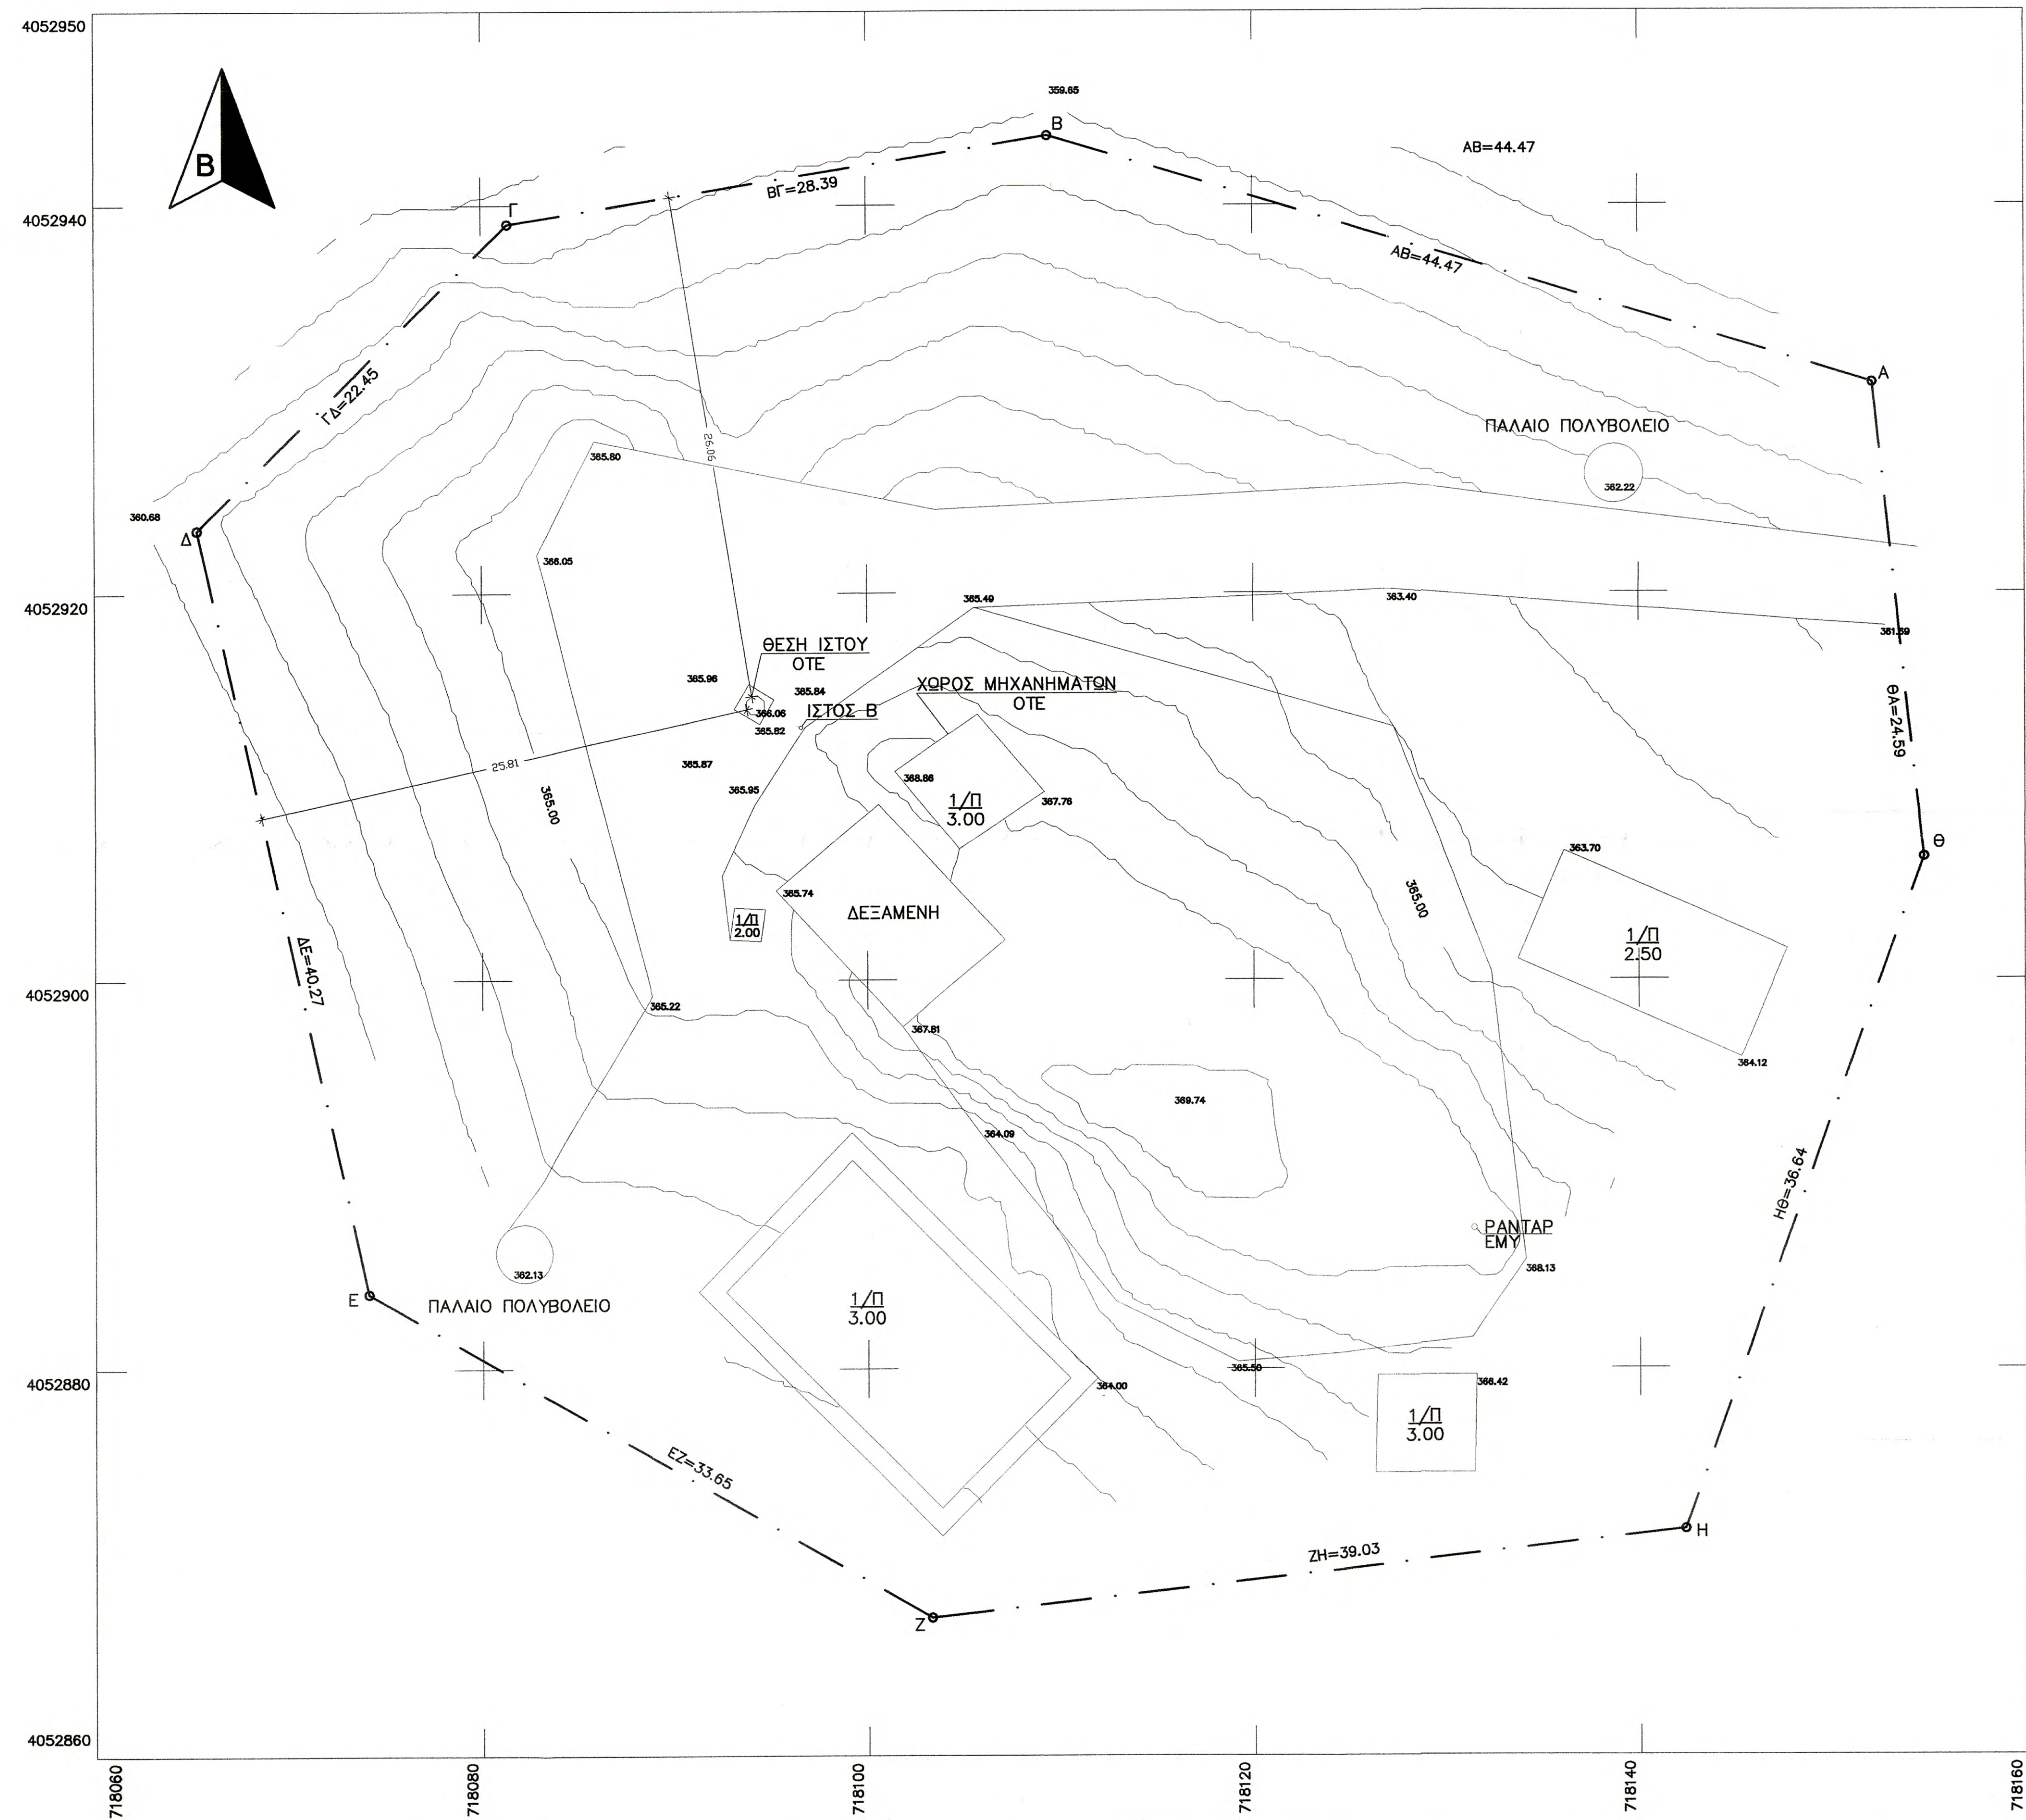 4052950
359.65
B
AB=44.47
B
ΒΓ=28.39
Γ
4052940
AB=44.47
A
ΓΔ=22.45
ΠΑΛΑΙΟ ΠΟΛΥΒΟΛΕΙΟ
26.06
365.80
362.22
360.68
Δ
366.05
4052920
365.49
363.40
361.69
ΘΕΣΗ ΙΣΤΟΥ
ΟΤΕ
365.96
365.84
ΧΩΡΟΣ ΜΗΧΑΝΗΜΑΤΩΝ
ΟΤΕ
366.06
ΙΣΤΟΣ Β
365.82
ΘΑ=24.59
25.81
365.87
368.86
365.95
367.76
1/Π
3.00
365.00
Θ
363.70
365.74
365.00
ΔΕΞΑΜΕΝΗ
1/Π
2.00
1/Π
2.50
ΔΕ=40.27
4052900
365.22
367.81
364.12
369.74
364.09
ΗΘ=36.64
ΡΑΝΤΑΡ
ΕΜΥ
368.13
362.13
E
ΠΑΛΑΙΟ ΠΟΛΥΒΟΛΕΙΟ
1/Π
3.00
365.50
4052880
364.00
366.42
1/Π
3.00
ΕΖ=33.65
H
ΖΗ=39.03
Z
4052860
718060
718080
718100
718120
718140
718160